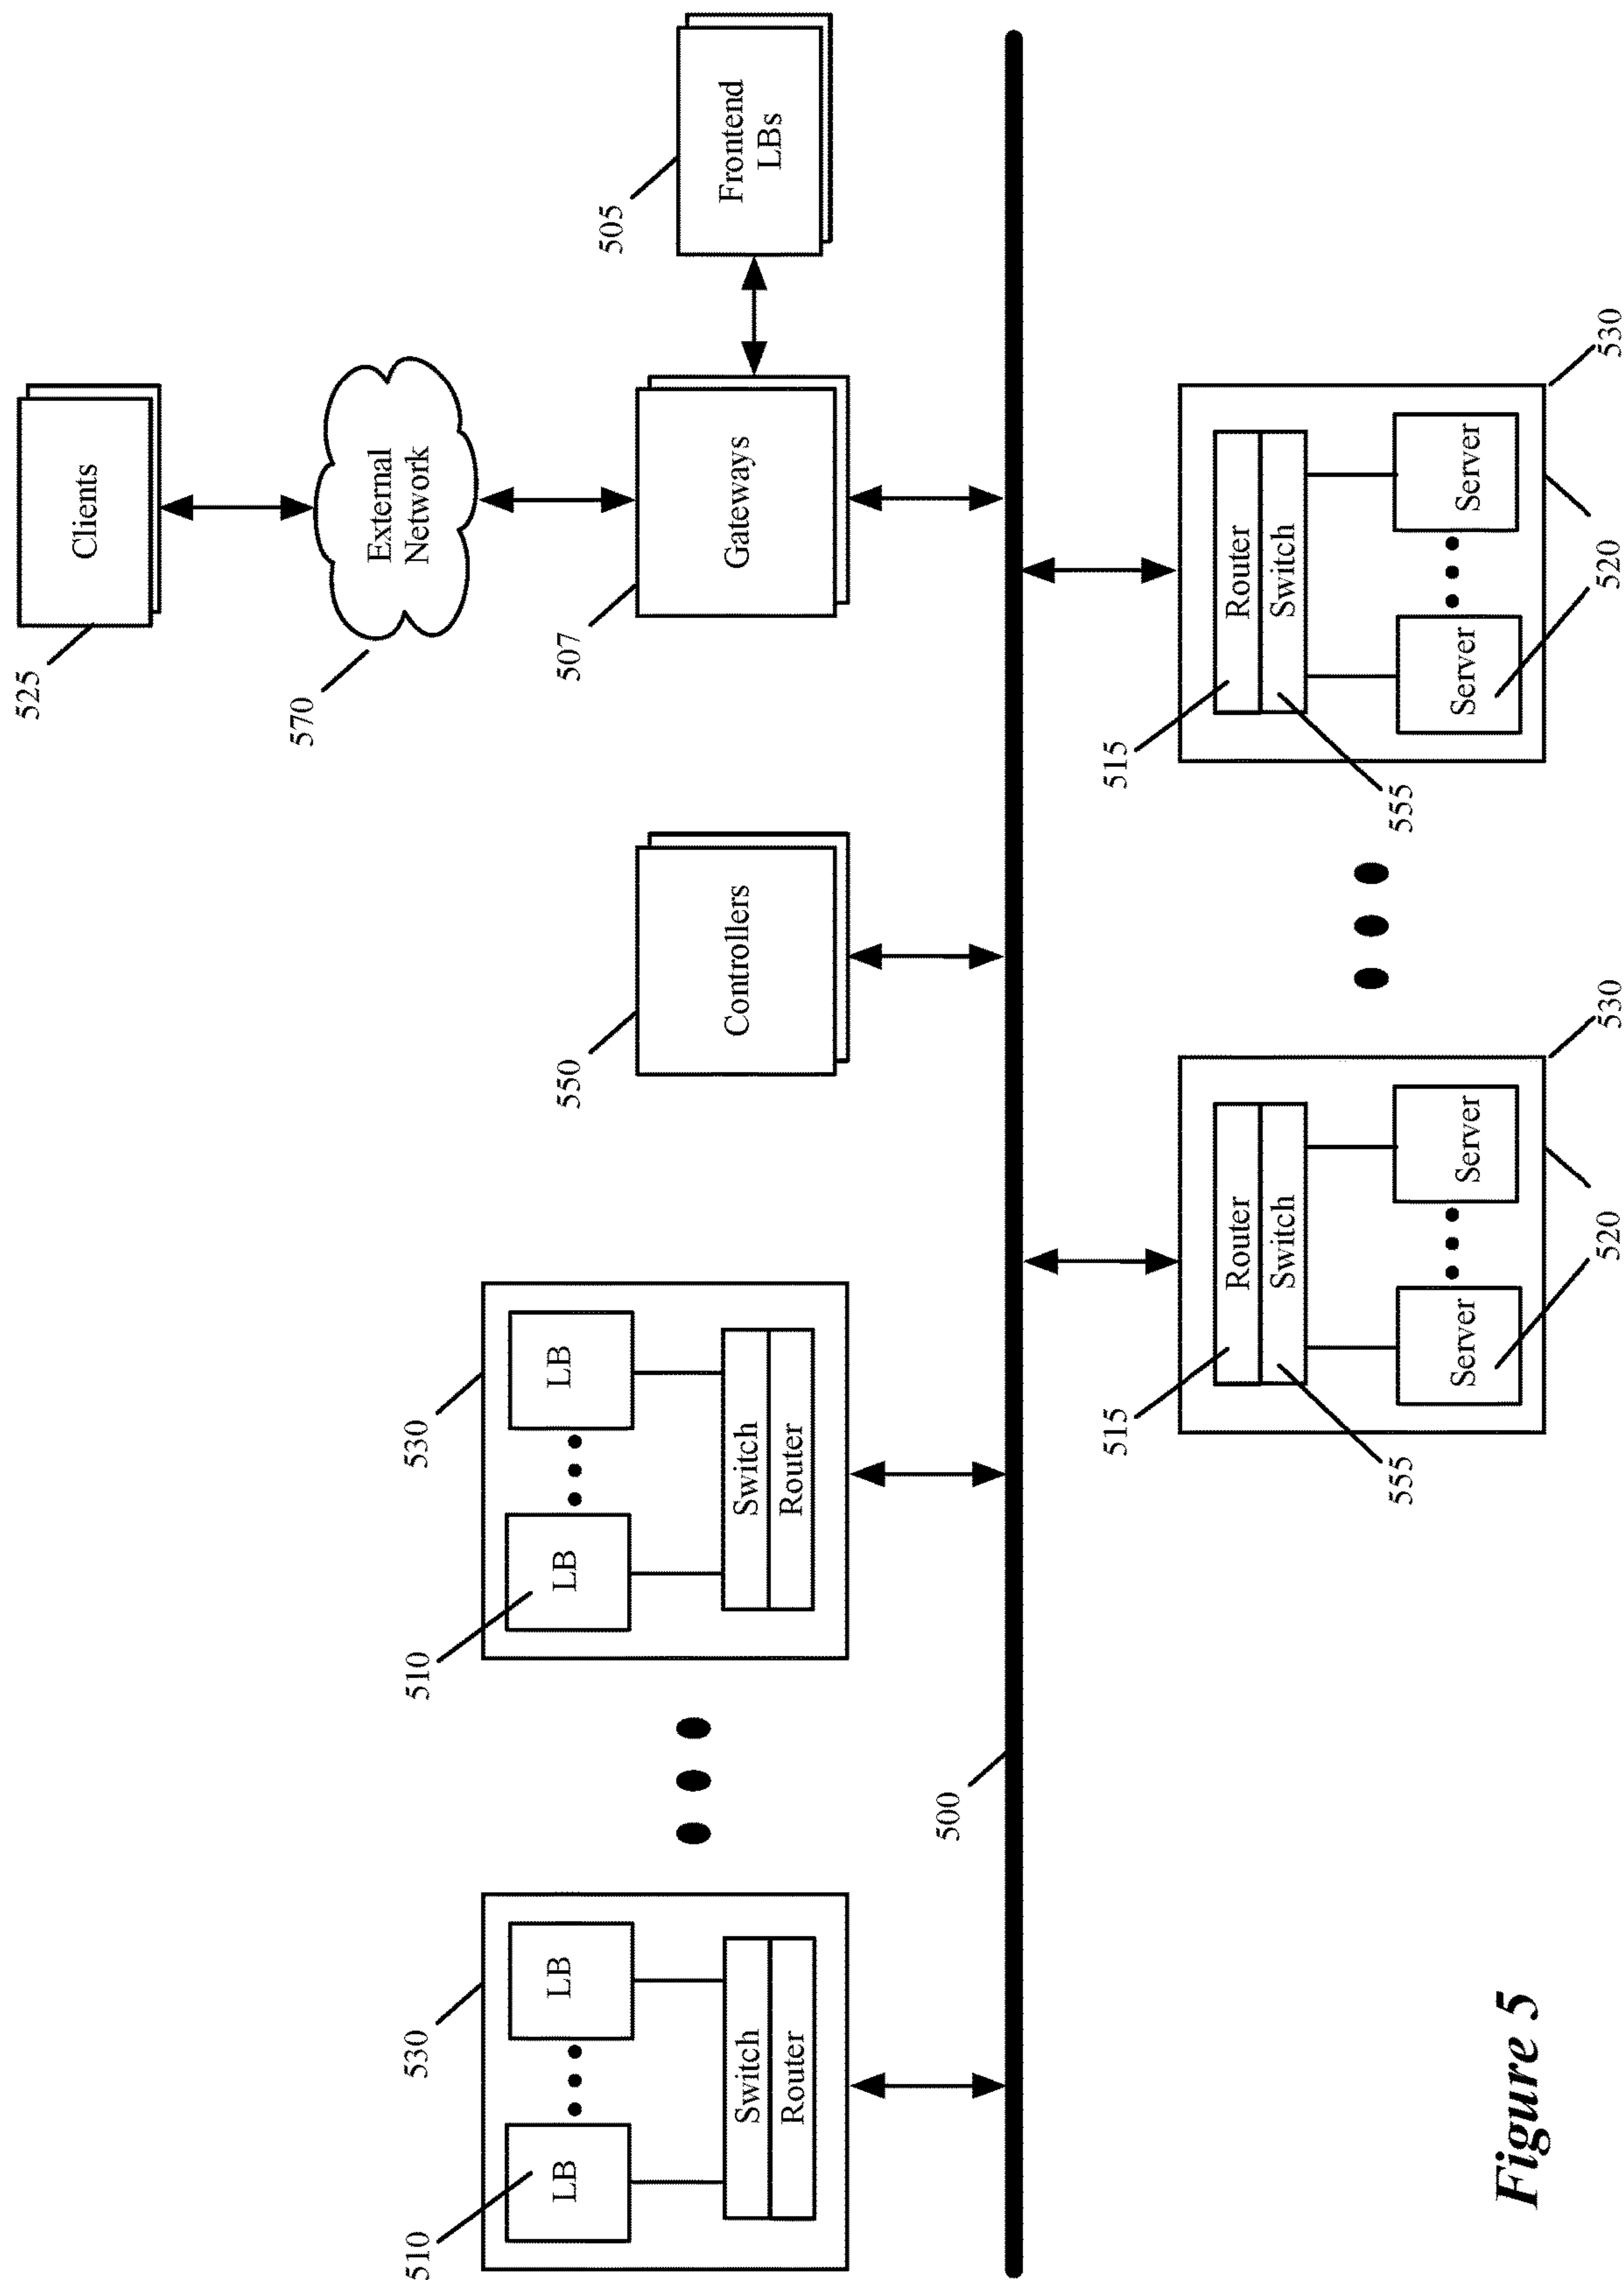 525
Clients
570
External
Network
510
530
510
530
LB
LB
LB
LB
550
507
505
Switch
Router
Switch
Router
Controllers
Gateways
Frontend
LBs
500
515
515
Router
Switch
Router
Switch
555
555
Server
Server
Server
Server
520
530
520
530
Figure 5